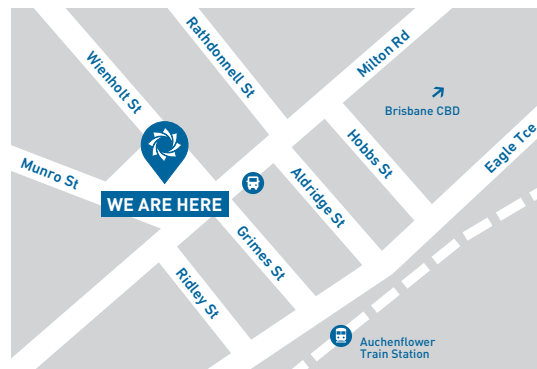 Rathdonnell St
Wienholt St
Milton Rd
Brisbane CBD
Hobbs St
Eagle Tce
Munro St
Aldridge St
WE ARE HERE
Grimes St
Ridley St
Auchenflower
Train Station